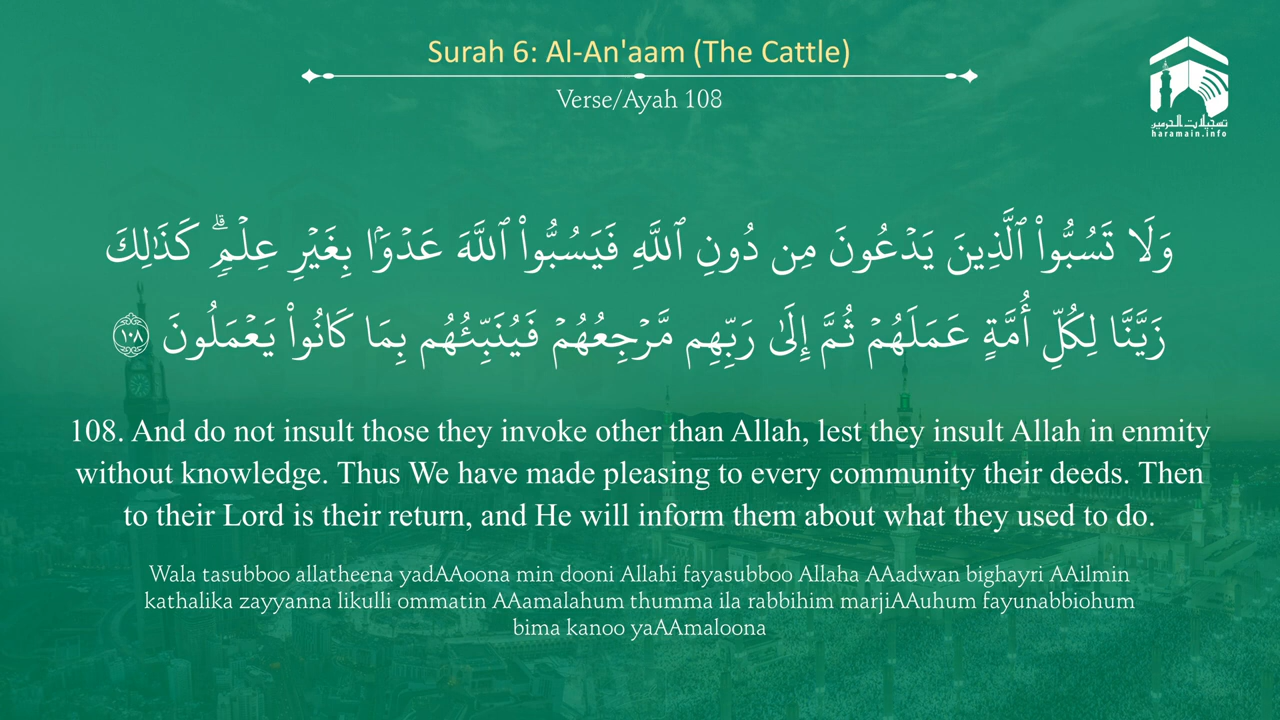 Surah 6: Al-An'aam (The Cattle)
Verse/Ayah 108
تسجيلات الحرمين
haramain.info
وَلَا تَسُبُّوا۟ ٱلَّذِينَ يَدْعُونَ مِن دُونِ ٱللَّهِ فَيَسُبُّوا۟ ٱللَّهَ عَدْوًۢا بِغَيْرِ عِلْمٍۢ ۗ كَذَٰلِكَ
زَيَّنَّا لِكُلِّ أُمَّةٍ عَمَلَهُمْ ثُمَّ إِلَىٰ رَبِّهِم مَّرْجِعُهُمْ فَيُنَبِّئُهُم بِمَا كَانُوا۟ يَعْمَلُونَ ١٠٨
108. And do not insult those they invoke other than Allah, lest they insult Allah in enmity
without knowledge. Thus We have made pleasing to every community their deeds. Then
to their Lord is their return, and He will inform them about what they used to do.
Wala tasubboo allatheena yadAAoona min dooni Allahi fayasubboo Allaha AAadwan bighayri AAilmin
kathalika zayyanna likulli ommatin AAamalahum thumma ila rabbihim marjiAAuhum fayunabbiohum
bima kanoo yaAAmaloona